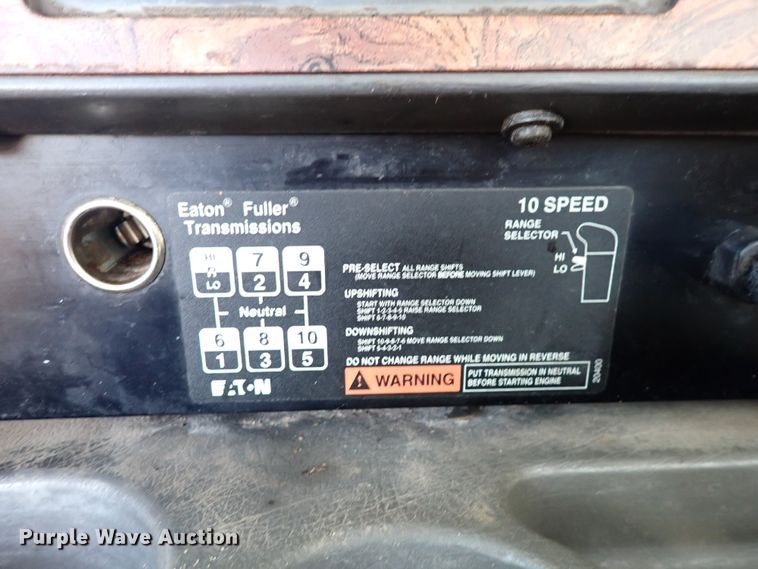 Eaton® Fuller®
Transmissions
10 SPEED
RANGE
SELECTOR
HI
LO
HI
R
LO
7
2
9
4
Neutral
6
1
8
3
10
5
EATON
PRE-SELECT ALL RANGE SHIFTS
(MOVE RANGE SELECTOR BEFORE MOVING SHIFT LEVER)
UPSHIFTING
START WITH RANGE SELECTOR DOWN
SHIFT 1-2-3-4-5 RAISE RANGE SELECTOR
SHIFT 6-7-8-9-10
DOWNSHIFTING
SHIFT 10-9-8-7-6 MOVE RANGE SELECTOR DOWN
SHIFT 5-4-3-2-1
DO NOT CHANGE RANGE WHILE MOVING IN REVERSE
WARNING
PUT TRANSMISSION IN NEUTRAL
BEFORE STARTING ENGINE
20400
Purple Wave Auction